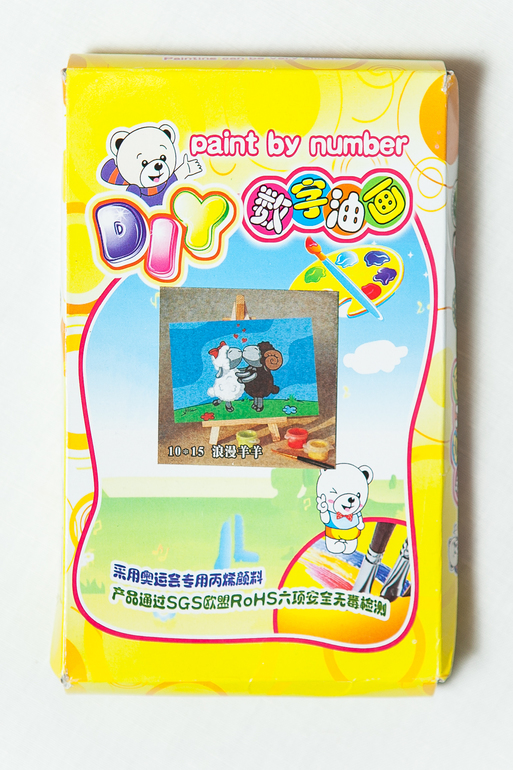 paint by number
DIY 数字油画
10*15 浪漫羊羊
采用奥运会专用丙烯颜料
产品通过SGS欧盟RoHS六项安全无毒检测